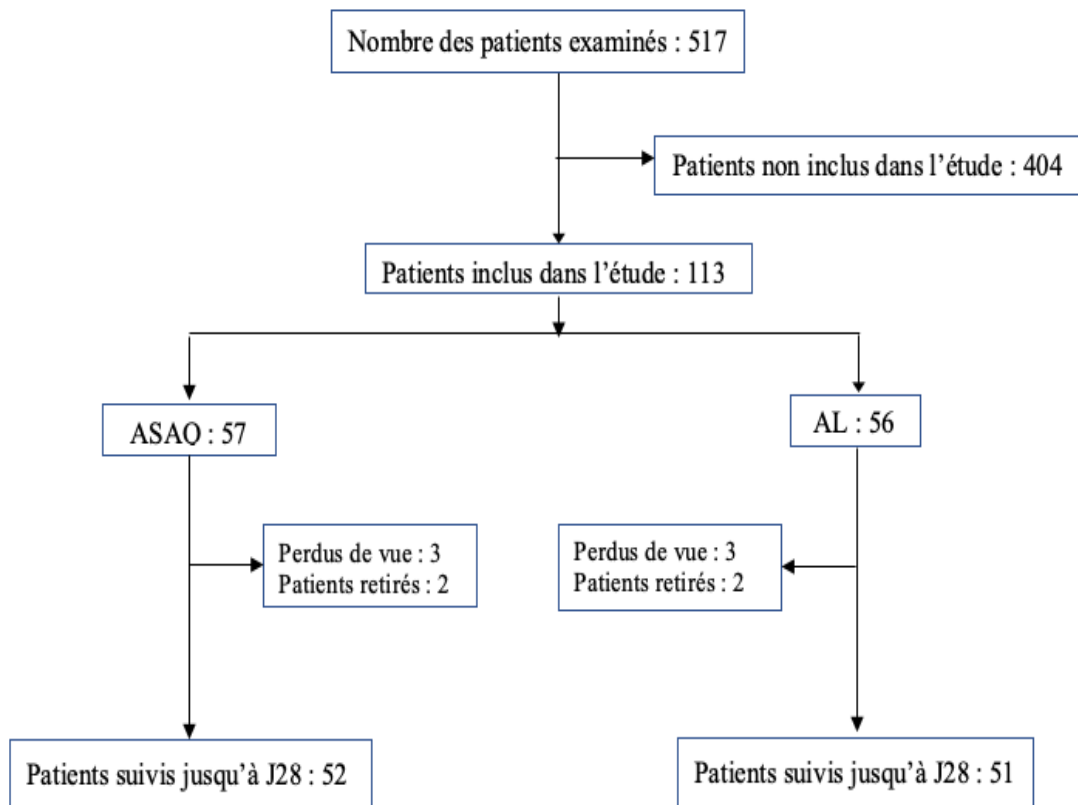 Nombre des patients examinés : 517
Patients non inclus dans l’étude : 404
Patients inclus dans l’étude : 113
ASAQ : 57
AL : 56
Perdus de vue : 3
Patients retirés : 2
Perdus de vue : 3
Patients retirés : 2
Patients suivis jusqu’à J28 : 52
Patients suivis jusqu’à J28 : 51